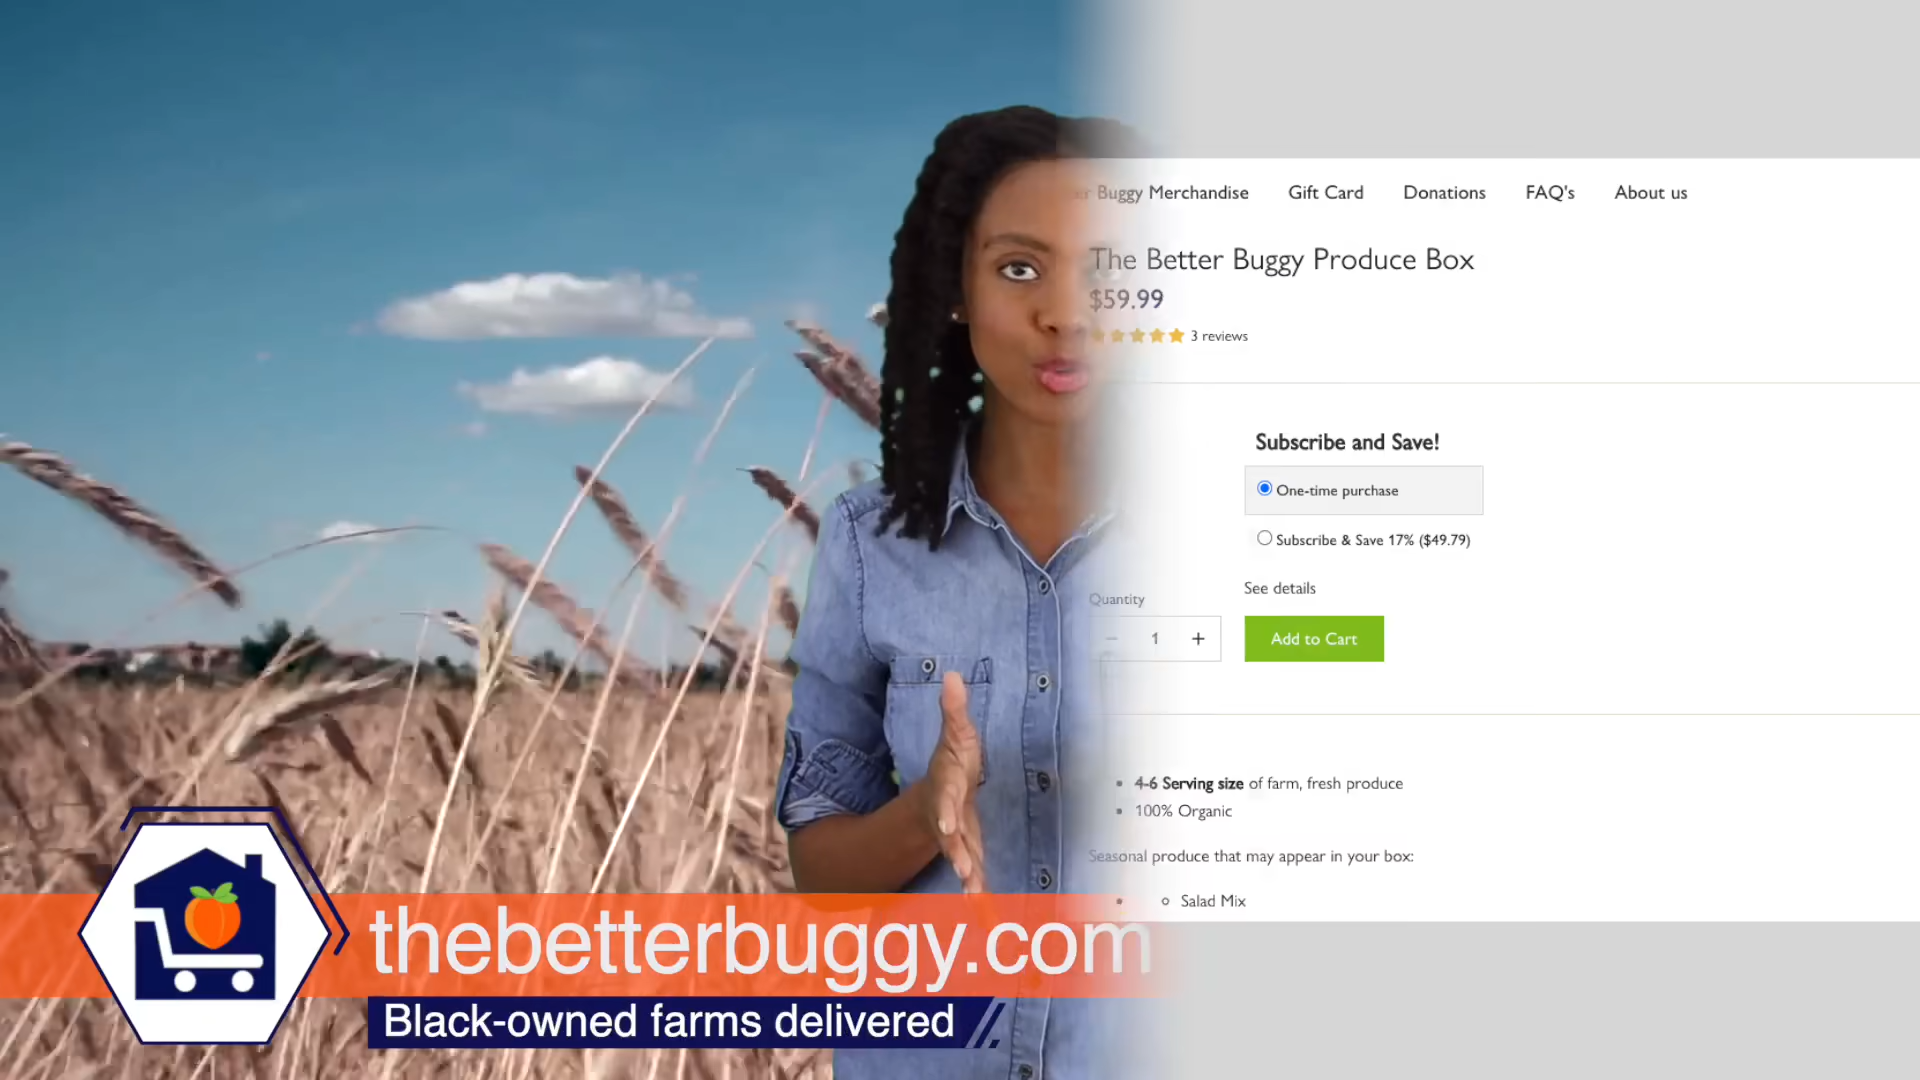 Buggy Merchandise Gift Card Donations FAQ's About us
The Better Buggy Produce Box
$59.99
3 reviews
Subscribe and Save!
One-time purchase
Subscribe & Save 17% ($49.79)
See details
Quantity
− 1 +
Add to Cart
4-6 Serving size of farm, fresh produce
100% Organic
Seasonal produce that may appear in your box:
Salad Mix
thebetterbuggy.com
Black-owned farms delivered